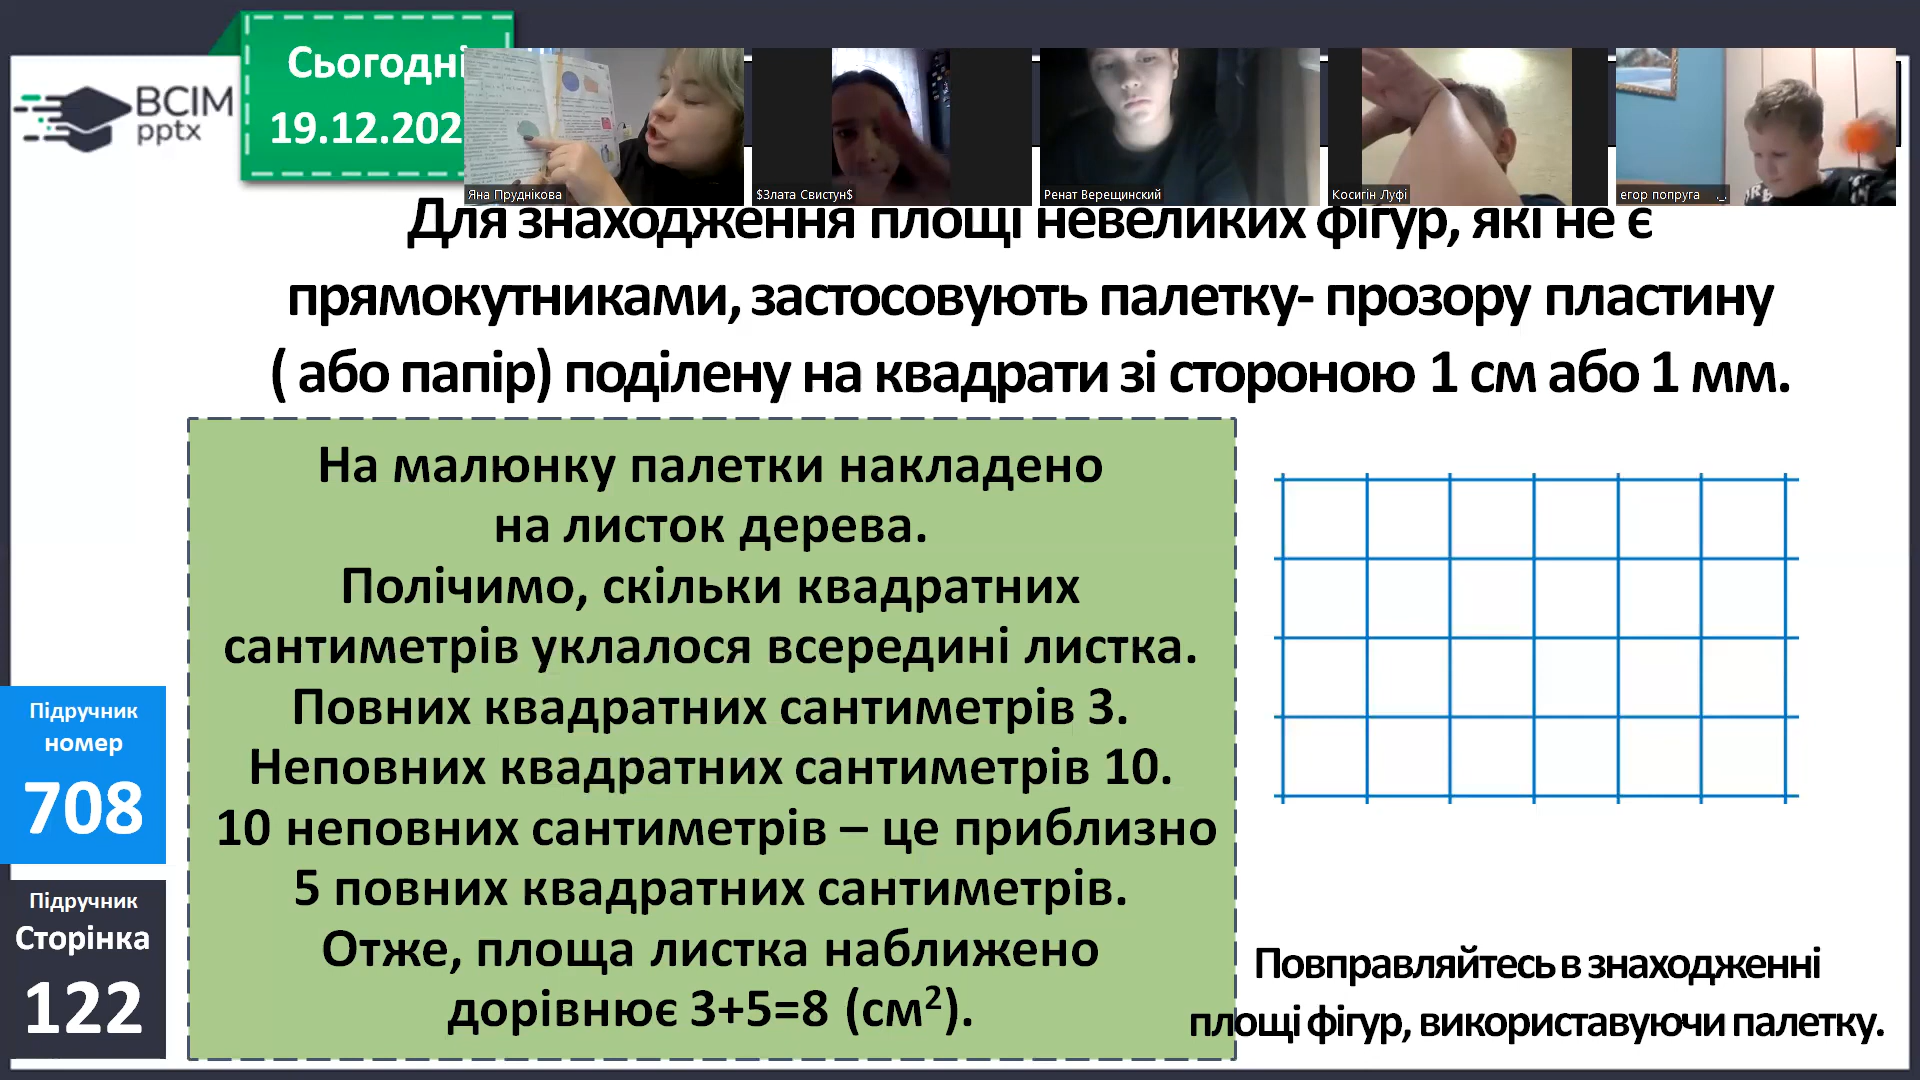 Сьогодні
19.12.202
ВСІМ
pptx
Яна Пруднікова
$Злата Свистун$
Ренат Верещинский
Косигін Луфі
егор попруга ._.
Для знаходження площі невеликих фігур, які не є
прямокутниками, застосовують палетку- прозору пластину
( або папір) поділену на квадрати зі стороною 1 см або 1 мм.
На малюнку палетки накладено
на листок дерева.
Полічимо, скільки квадратних
сантиметрів уклалося всередині листка.
Повних квадратних сантиметрів 3.
Неповних квадратних сантиметрів 10.
10 неповних сантиметрів – це приблизно
5 повних квадратних сантиметрів.
Отже, площа листка наближено
дорівнює 3+5=8 (см²).
Підручник
номер
708
Підручник
Сторінка
122
Повправляйтесь в знаходженні
площі фігур, використавуючи палетку.